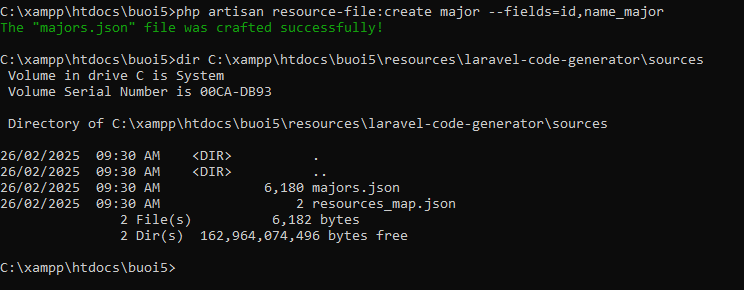 C:\xampp\htdocs\buoi5>php artisan resource-file:create major --fields=id,name_major
The "majors.json" file was crafted successfully!
C:\xampp\htdocs\buoi5>dir C:\xampp\htdocs\buoi5\resources\laravel-code-generator\sources
 Volume in drive C is System
 Volume Serial Number is 00CA-DB93
 Directory of C:\xampp\htdocs\buoi5\resources\laravel-code-generator\sources
26/02/2025  09:30 AM    <DIR>          .
26/02/2025  09:30 AM    <DIR>          ..
26/02/2025  09:30 AM             6,180 majors.json
26/02/2025  09:30 AM                 2 resources_map.json
               2 File(s)          6,182 bytes
               2 Dir(s)  162,964,074,496 bytes free
C:\xampp\htdocs\buoi5>